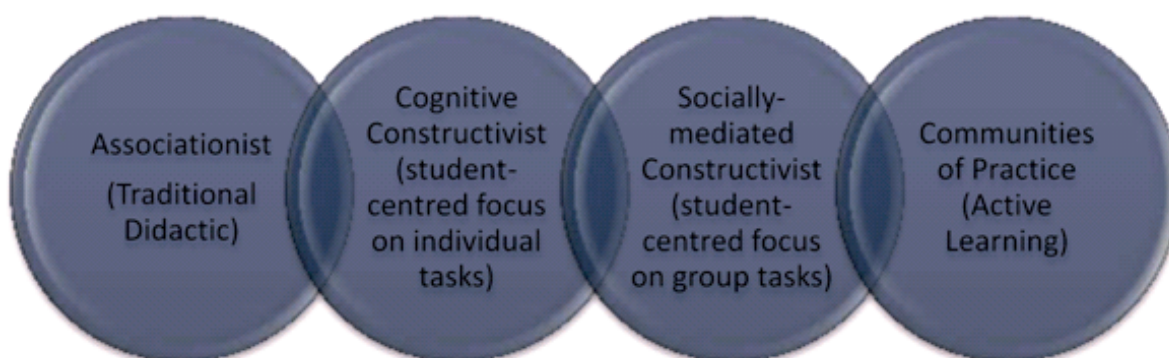 Associationist
(Traditional
Didactic)
Cognitive
Constructivist
(student-
centred focus
on individual
tasks)
Socially-
mediated
Constructivist
(student-
centred focus
on group tasks)
Communities
of Practice
(Active
Learning)